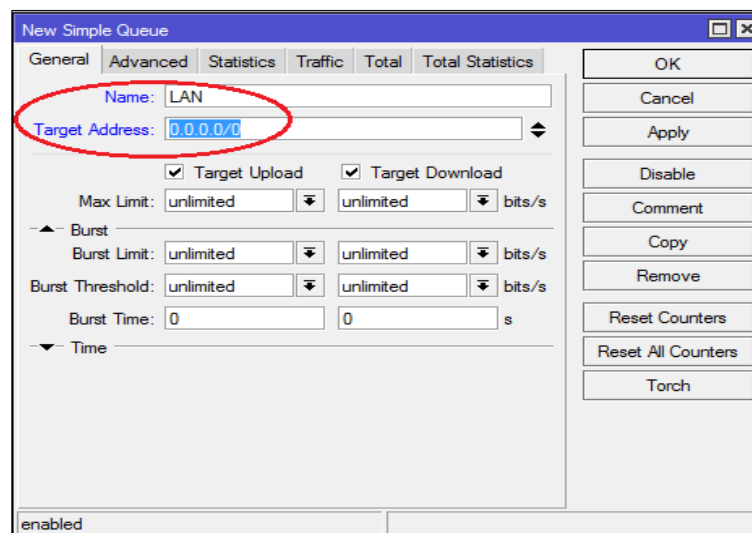 New Simple Queue
General Advanced Statistics Traffic Total Total Statistics
Name: LAN
Target Address: 0.0.0.0/0
Target Upload Target Download
Max Limit: unlimited unlimited bits/s
Burst
Burst Limit: unlimited unlimited bits/s
Burst Threshold: unlimited unlimited bits/s
Burst Time: 0 0 s
Time
enabled
OK
Cancel
Apply
Disable
Comment
Copy
Remove
Reset Counters
Reset All Counters
Torch